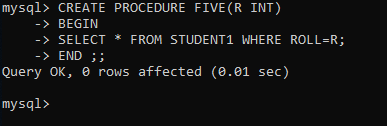 mysql> CREATE PROCEDURE FIVE(R INT)
    -> BEGIN
    -> SELECT * FROM STUDENT1 WHERE ROLL=R;
    -> END ;;
Query OK, 0 rows affected (0.01 sec)
mysql>